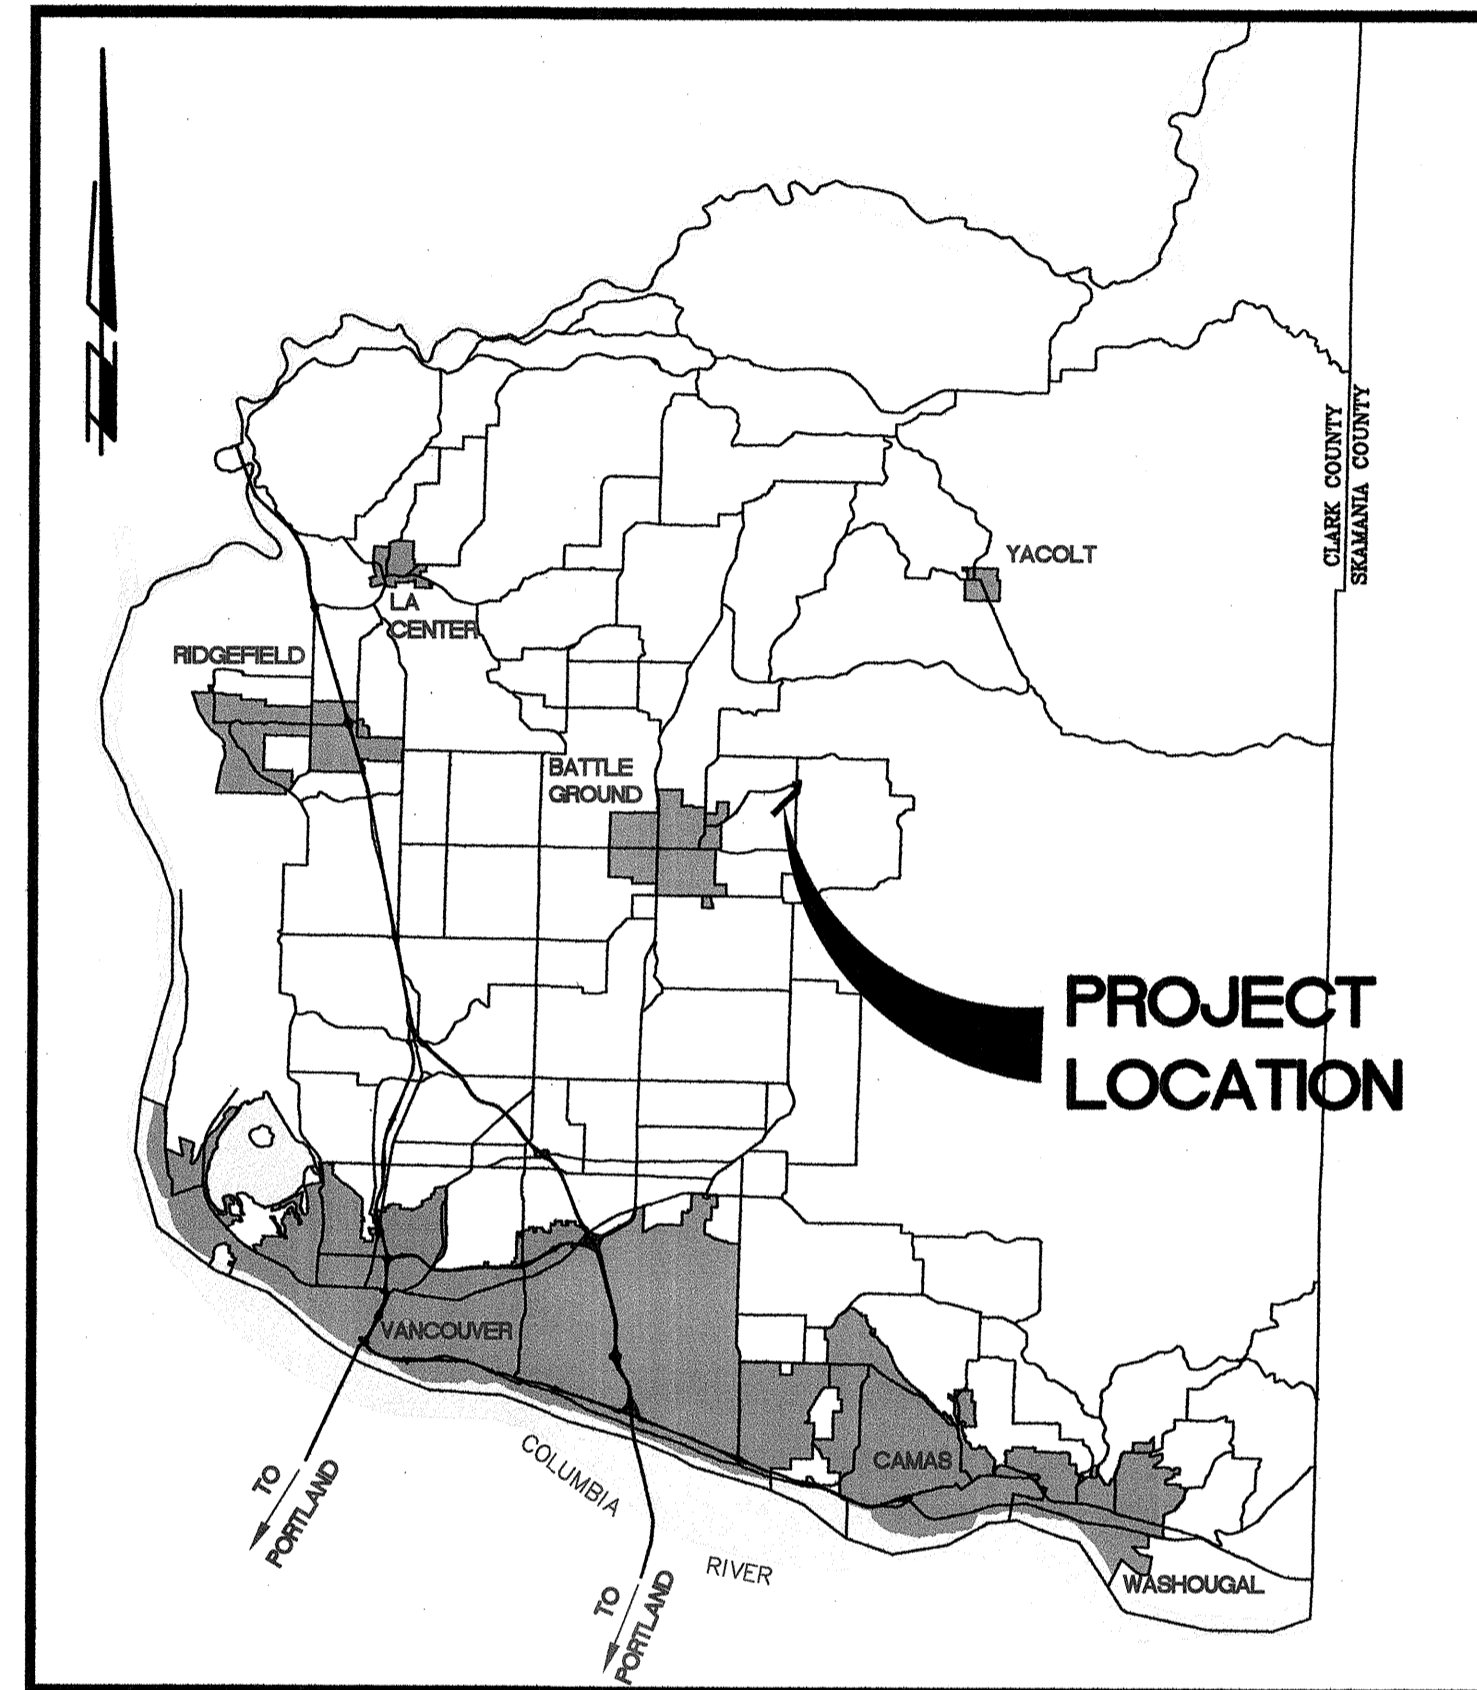 CLARK COUNTY
SKAMANIA COUNTY
YACOLT
LA
CENTER
RIDGEFIELD
BATTLE
GROUND
PROJECT
LOCATION
VANCOUVER
CAMAS
COLUMBIA
RIVER
WASHOUGAL
TO
PORTLAND
TO
PORTLAND
N